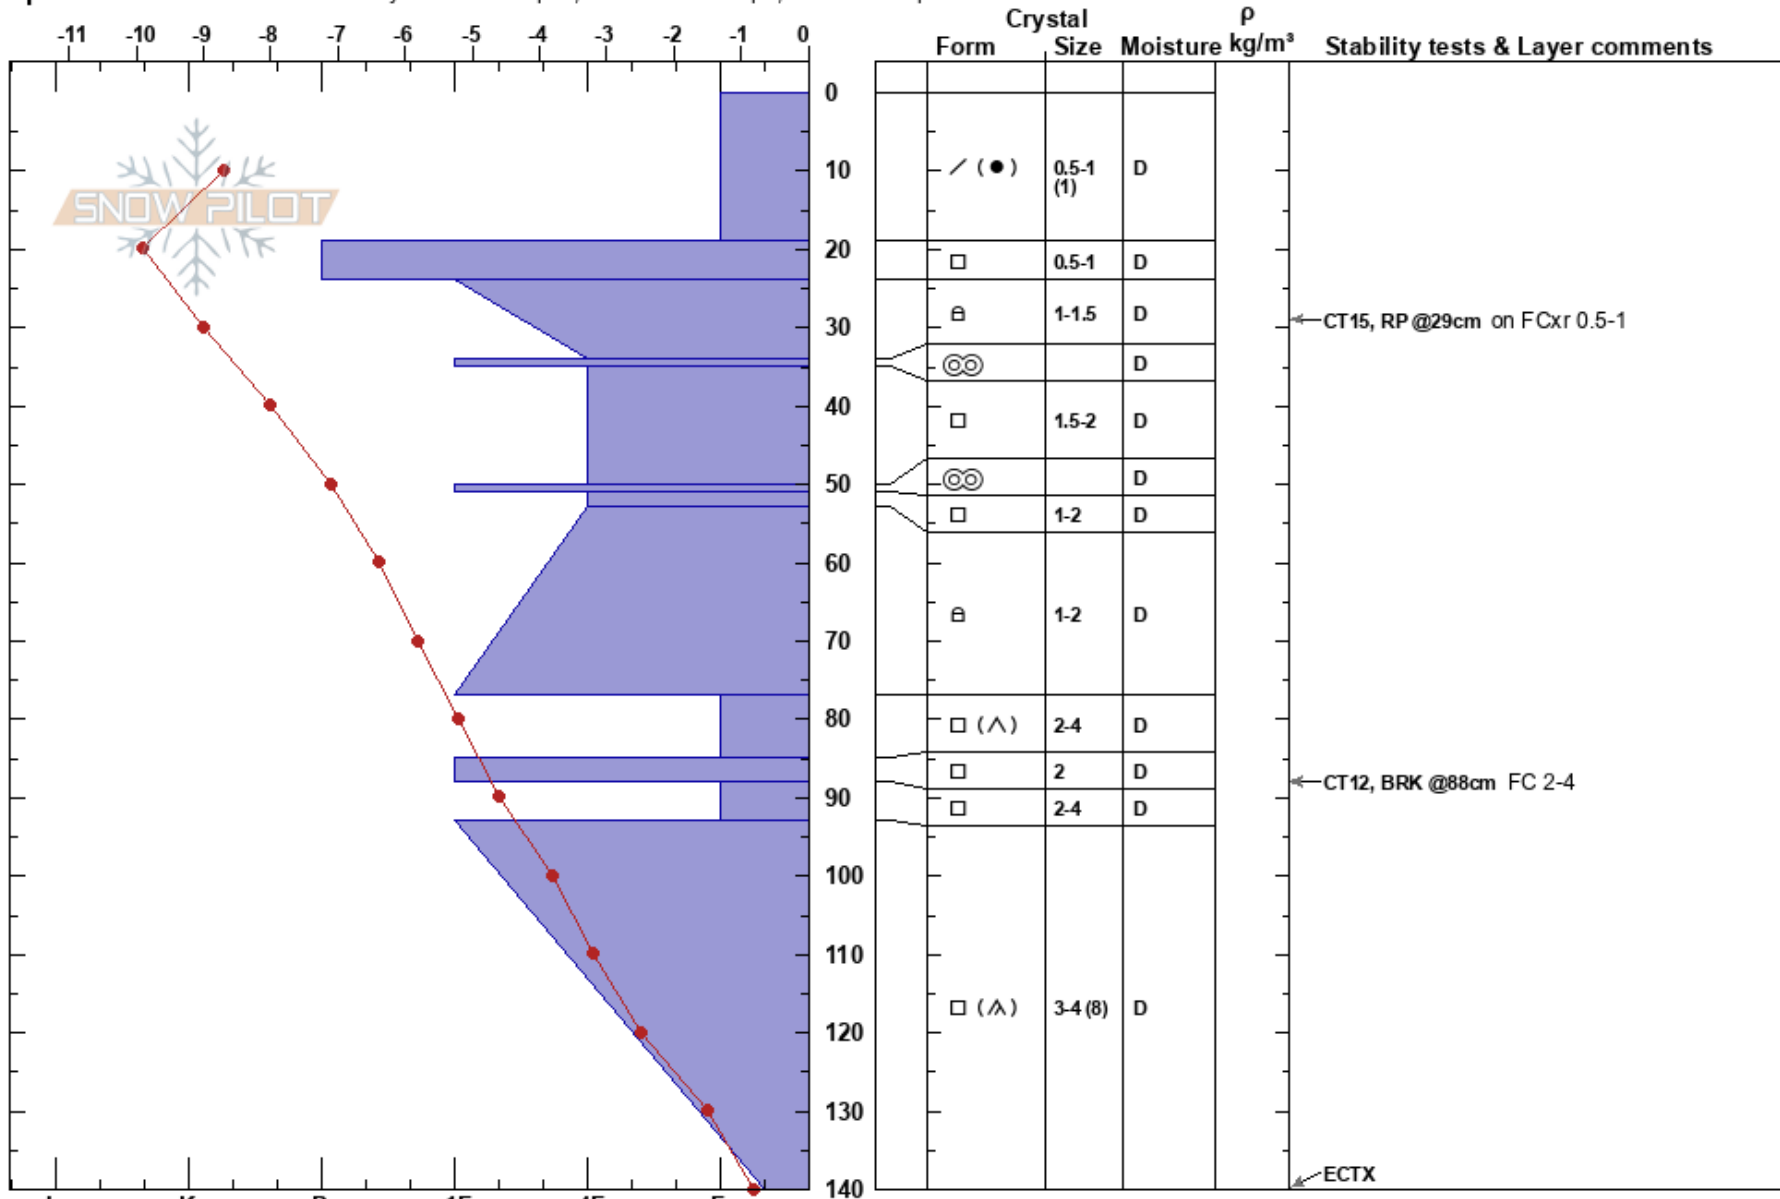 Crystal ρ
-11 -10 -9 -8 -7 -6 -5 -4 -3 -2 -1 0 Form Size Moisture kg/m³ Stability tests & Layer comments
0
10 / (●) 0.5-1 D
(1)
SNOW PILOT
20
0.5-1 D
1-1.5 D
30 CT15, RP @29cm on FCxr 0.5-1
D
40
1.5-2 D
50 D
1-2 D
60
1-2 D
70
80 2-4 D
2 D
CT12, BRK @88cm FC 2-4
90 2-4 D
100
110
3-4 (8) D
120
130
ECTX
140